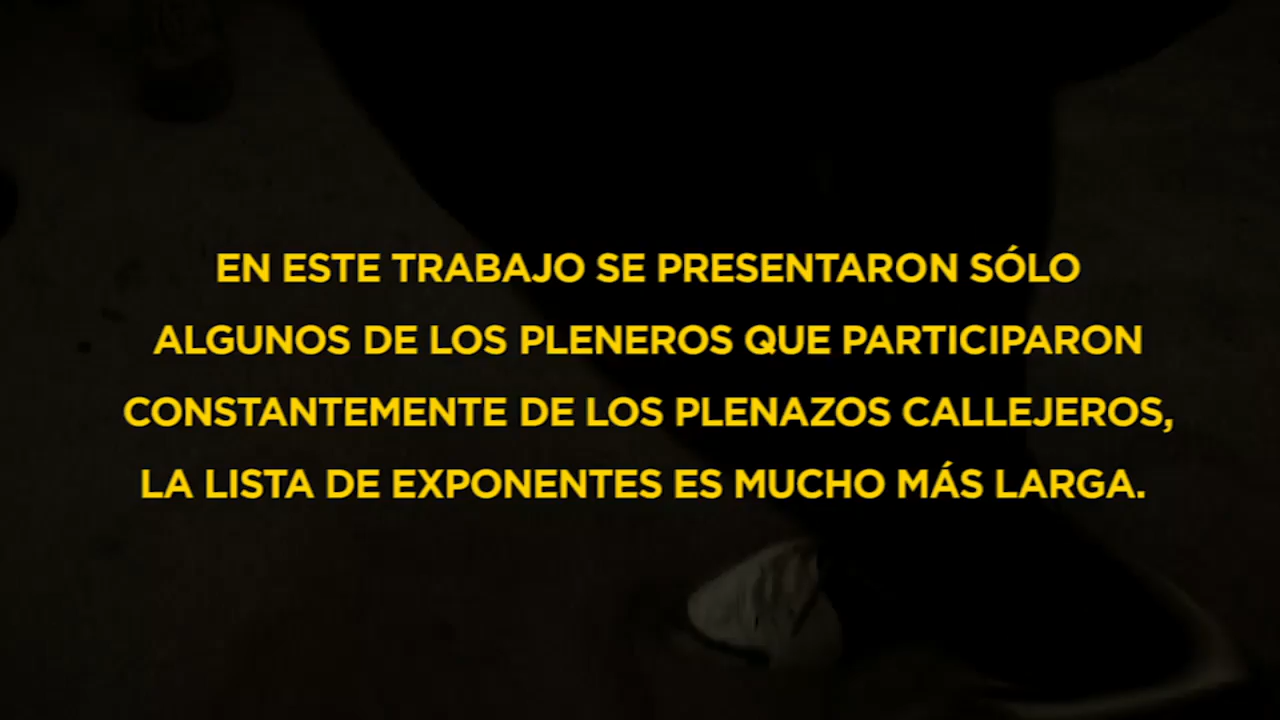 EN ESTE TRABAJO SE PRESENTARON SÓLO
ALGUNOS DE LOS PLENEROS QUE PARTICIPARON
CONSTANTEMENTE DE LOS PLENAZOS CALLEJEROS,
LA LISTA DE EXPONENTES ES MUCHO MÁS LARGA.